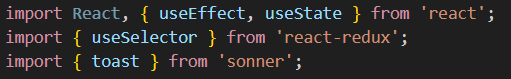 import React, { useEffect, useState } from 'react';
import { useSelector } from 'react-redux';
import { toast } from 'sonner';